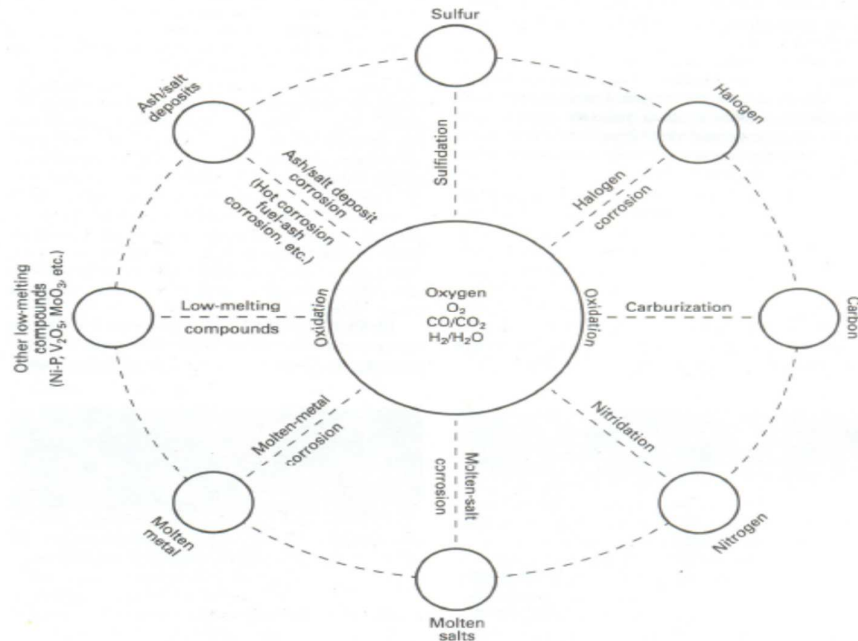 Sulfur
Ash/salt
deposits
Halogen
Sulfidation
Ash/salt deposit
corrosion
(Hot corrosion
fuel-ash
corrosion, etc.)
Halogen
corrosion
Other low-melting
compounds
(Ni-P, V₂O₅, MoO₃, etc.)
Low-melting
compounds
Oxidation
Oxygen
O₂
CO/CO₂
H₂/H₂O
Oxidation
Carburization
Carbon
Molten-metal
corrosion
Molten-salt
corrosion
Nitridation
Molten
metal
Nitrogen
Molten
salts